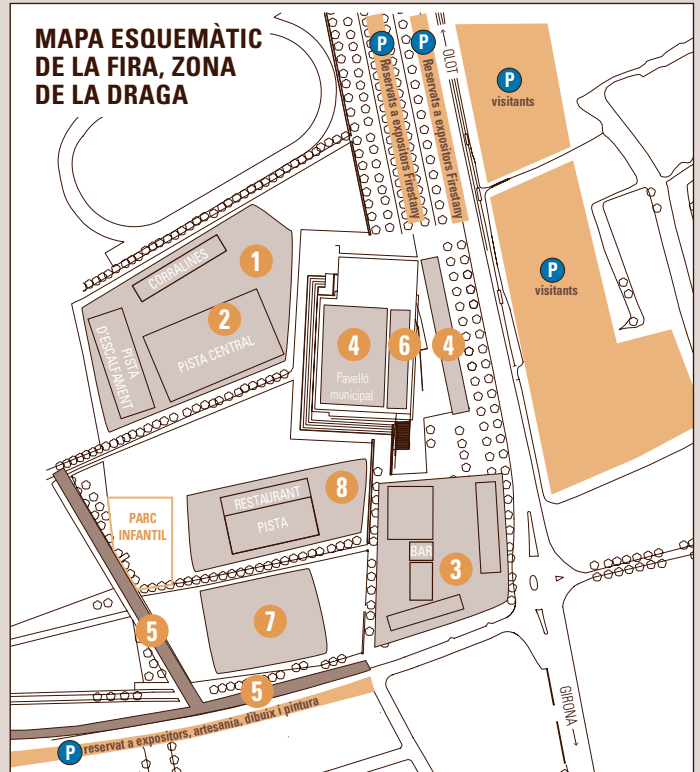 MAPA ESQUEMÀTIC
DE LA FIRA, ZONA
DE LA DRAGA
P
Reservats a expositors Firestany
P
Reservats a expositors Firestany
← OLOT
P
visitants
P
visitants
1
CORRALINES
2
PISTA CENTRAL
PISTA
D'ESCALFAMENT
4
Pavelló
municipal
6
4
8
RESTAURANT
PISTA
PARC
INFANTIL
BAR
3
7
5
5
GIRONA →
P
reservat a expositors, artesania, dibuix i pintura